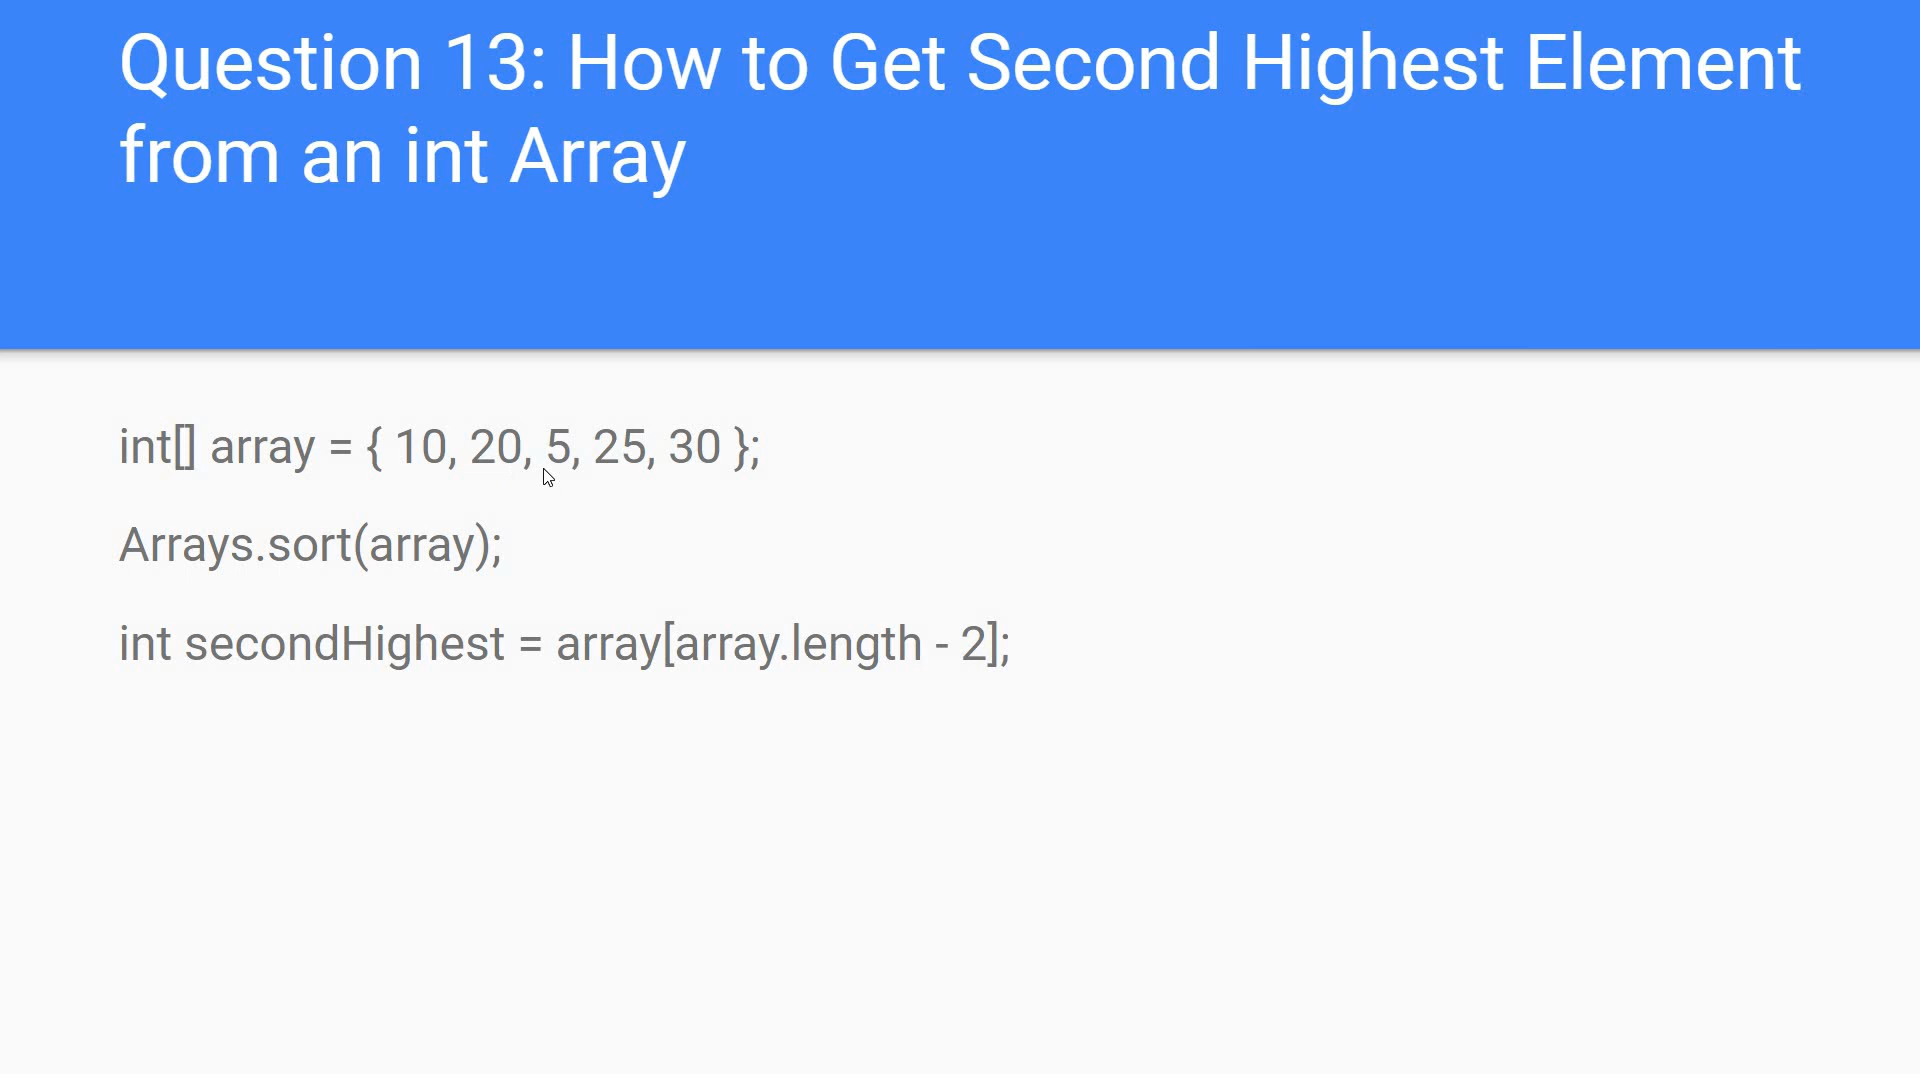 Question 13: How to Get Second Highest Element
from an int Array
int[] array = { 10, 20, 5, 25, 30 };
Arrays.sort(array);
int secondHighest = array[array.length - 2];